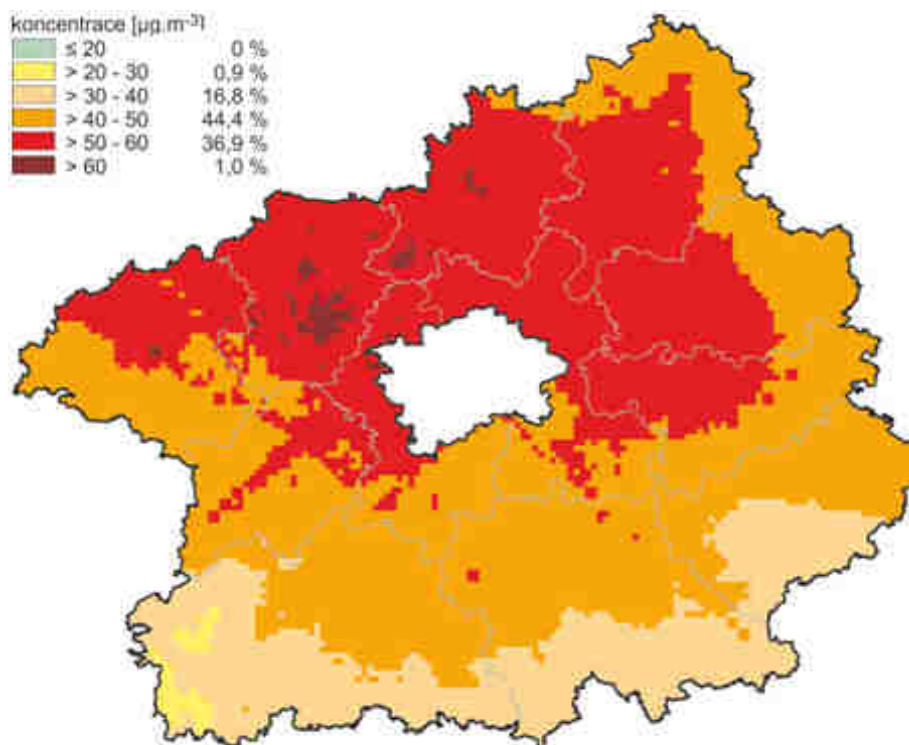 koncentrace [µg.m⁻³]
≤ 20 0 %
> 20 - 30 0,9 %
> 30 - 40 16,8 %
> 40 - 50 44,4 %
> 50 - 60 36,9 %
> 60 1,0 %